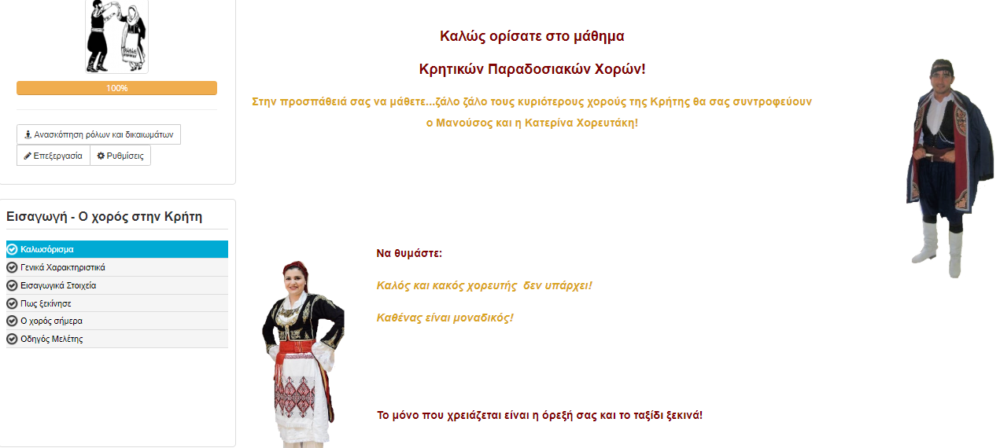 100%
Ανασκόπηση ρόλων και δικαιωμάτων
Επεξεργασία
Ρυθμίσεις
Εισαγωγή - Ο χορός στην Κρήτη
Καλωσόρισμα
Γενικά Χαρακτηριστικά
Εισαγωγικά Στοιχεία
Πως ξεκίνησε
Ο χορός σήμερα
Οδηγός Μελέτης
Καλώς ορίσατε στο μάθημα
Κρητικών Παραδοσιακών Χορών!
Στην προσπάθειά σας να μάθετε...ζάλο ζάλο τους κυριότερους χορούς της Κρήτης θα σας συντροφεύουν
ο Μανούσος και η Κατερίνα Χορευτάκη!
Να θυμάστε:
Καλός και κακός χορευτής δεν υπάρχει!
Καθένας είναι μοναδικός!
Το μόνο που χρειάζεται είναι η όρεξή σας και το ταξίδι ξεκινά!